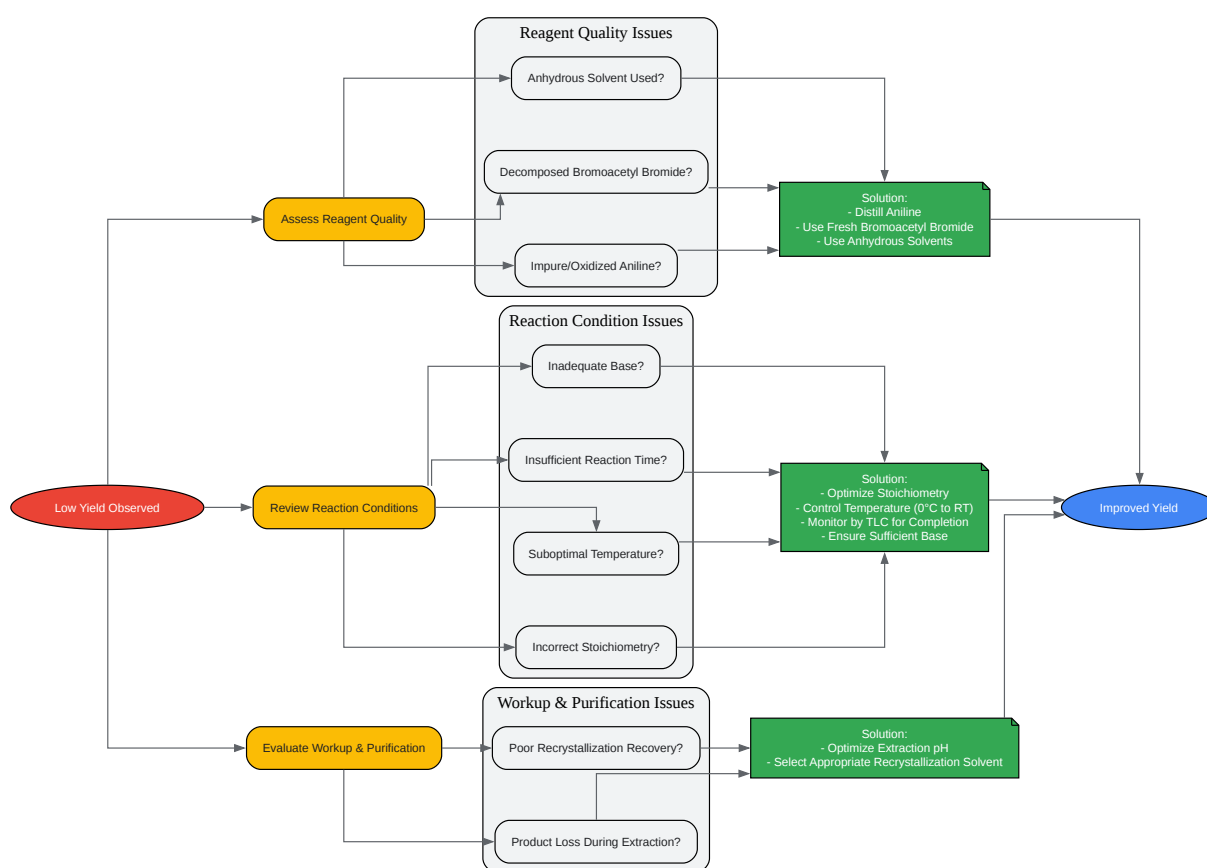 Reagent Quality Issues
Anhydrous Solvent Used?
Decomposed Bromoacetyl Bromide?
Impure/Oxidized Aniline?
Assess Reagent Quality
Solution:
- Distill Aniline
- Use Fresh Bromoacetyl Bromide
- Use Anhydrous Solvents
Reaction Condition Issues
Inadequate Base?
Insufficient Reaction Time?
Suboptimal Temperature?
Incorrect Stoichiometry?
Low Yield Observed
Review Reaction Conditions
Solution:
- Optimize Stoichiometry
- Control Temperature (0°C to RT)
- Monitor by TLC for Completion
- Ensure Sufficient Base
Improved Yield
Workup & Purification Issues
Evaluate Workup & Purification
Poor Recrystallization Recovery?
Product Loss During Extraction?
Solution:
- Optimize Extraction pH
- Select Appropriate Recrystallization Solvent